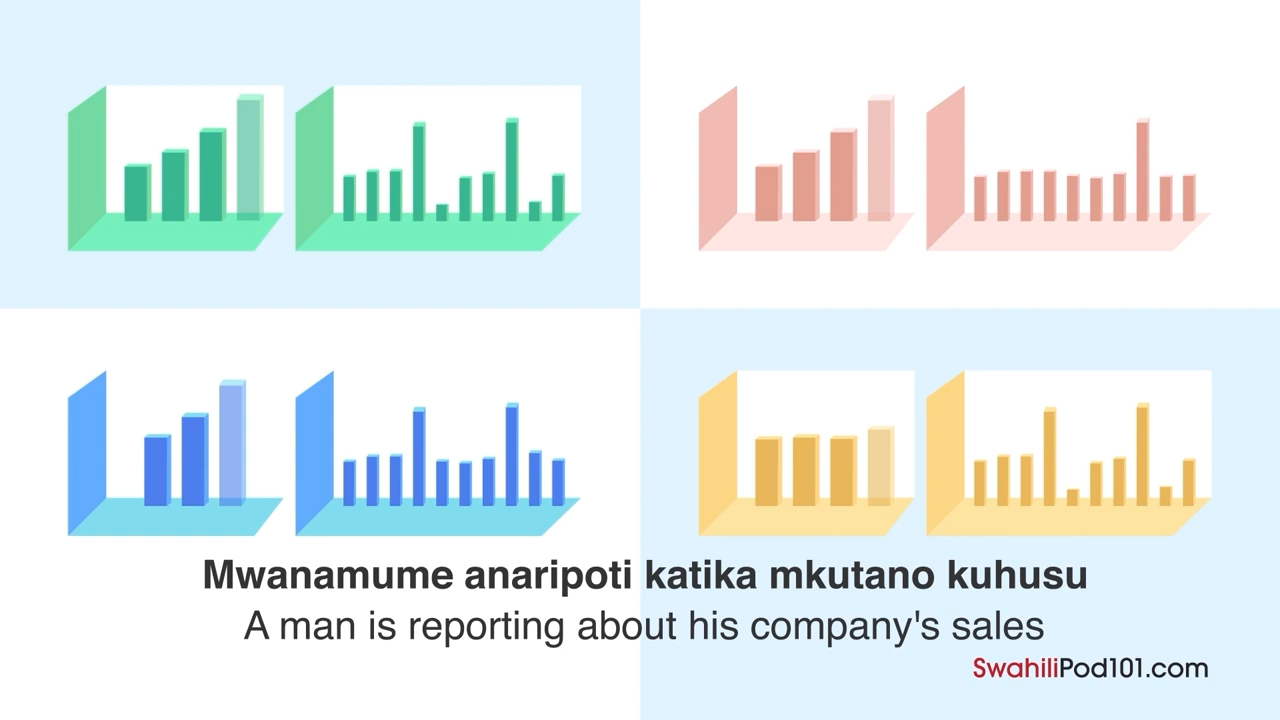 Mwanamume anaripoti katika mkutano kuhusu
A man is reporting about his company's sales
SwahiliPod101.com